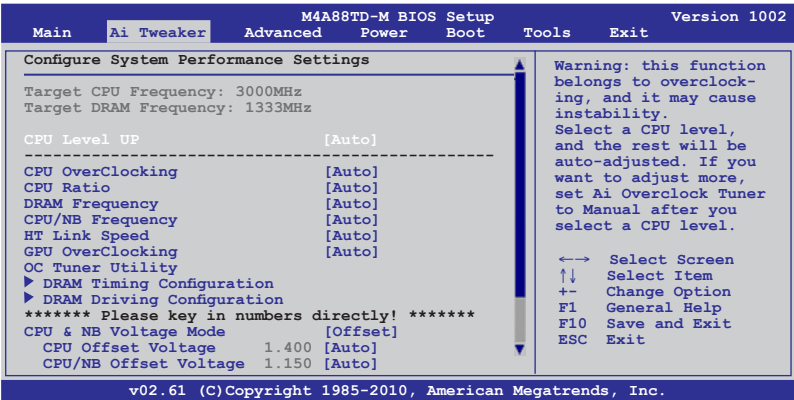 M4A88TD-M BIOS Setup Version 1002
Main Ai Tweaker Advanced Power Boot Tools Exit
Configure System Performance Settings
Target CPU Frequency: 3000MHz
Target DRAM Frequency: 1333MHz
CPU Level UP [Auto]
------------------------------------------------------
CPU OverClocking [Auto]
CPU Ratio [Auto]
DRAM Frequency [Auto]
CPU/NB Frequency [Auto]
HT Link Speed [Auto]
GPU OverClocking [Auto]
OC Tuner Utility
DRAM Timing Configuration
DRAM Driving Configuration
******* Please key in numbers directly! *******
CPU & NB Voltage Mode [Offset]
CPU Offset Voltage 1.400 [Auto]
CPU/NB Offset Voltage 1.150 [Auto]
Warning: this function
belongs to overclock-
ing, and it may cause
instability.
Select a CPU level,
and the rest will be
auto-adjusted. If you
want to adjust more,
set Ai Overclock Tuner
to Manual after you
select a CPU level.
←→ Select Screen
↑↓ Select Item
+- Change Option
F1 General Help
F10 Save and Exit
ESC Exit
v02.61 (C)Copyright 1985-2010, American Megatrends, Inc.